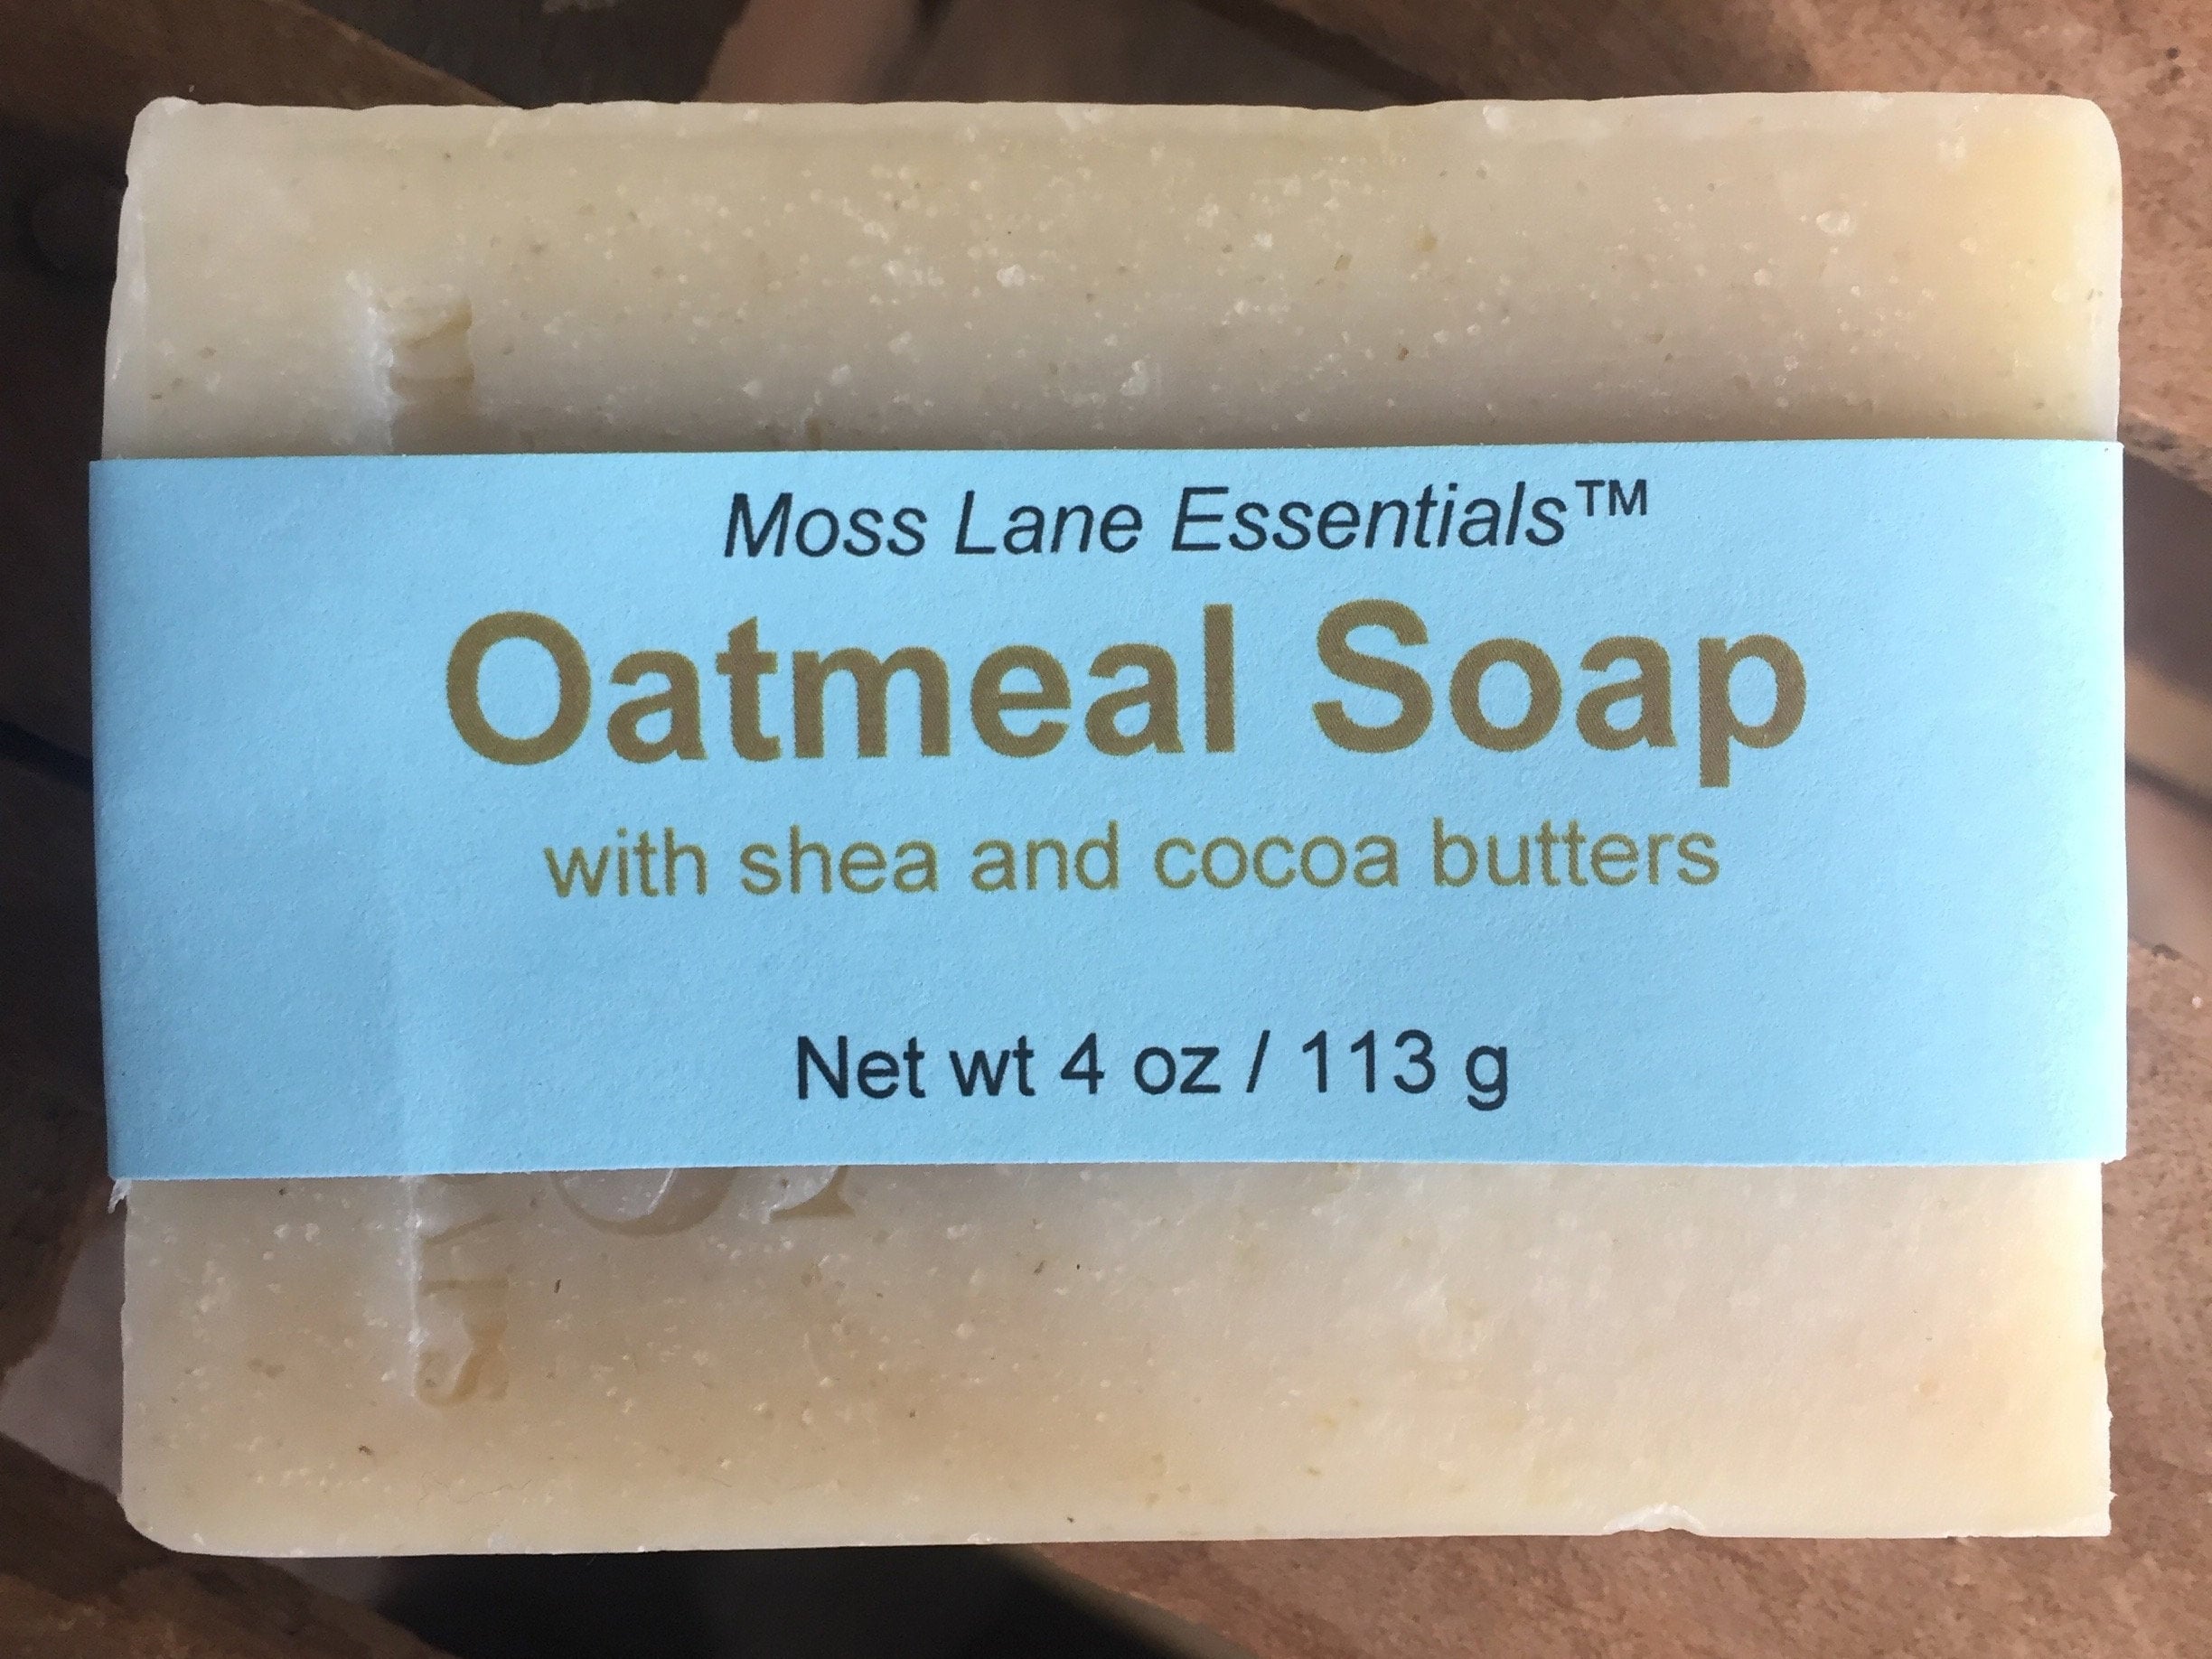 Moss Lane Essentials™
Oatmeal Soap
with shea and cocoa butters
Net wt 4 oz / 113 g